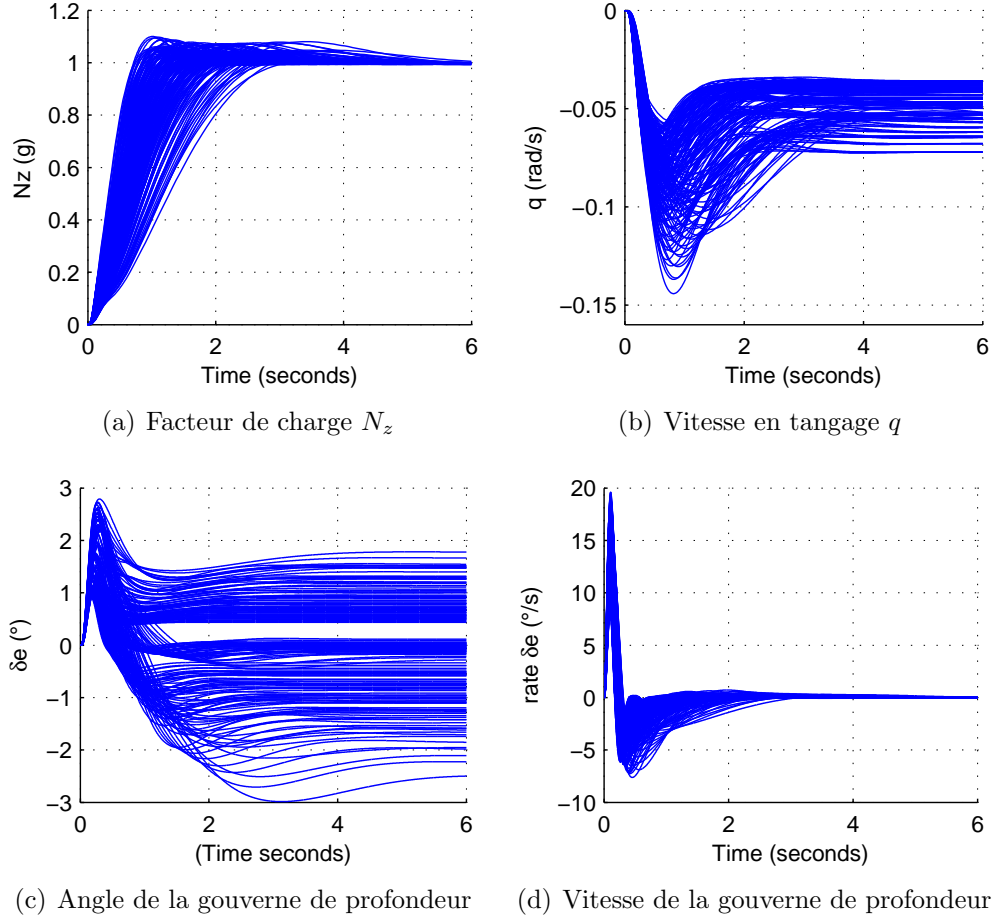 1.2
1
0.8
0.6
0.4
0.2
0
Nz (g)
0 2 4 6
Time (seconds)
(a) Facteur de charge N_z
0
−0.05
−0.1
−0.15
q (rad/s)
0 2 4 6
Time (seconds)
(b) Vitesse en tangage q
3
2
1
0
−1
−2
−3
δe (°)
0 2 4 6
(Time seconds)
(c) Angle de la gouverne de profondeur
20
15
10
5
0
−5
−10
rate δe (°/s)
0 2 4 6
Time (seconds)
(d) Vitesse de la gouverne de profondeur